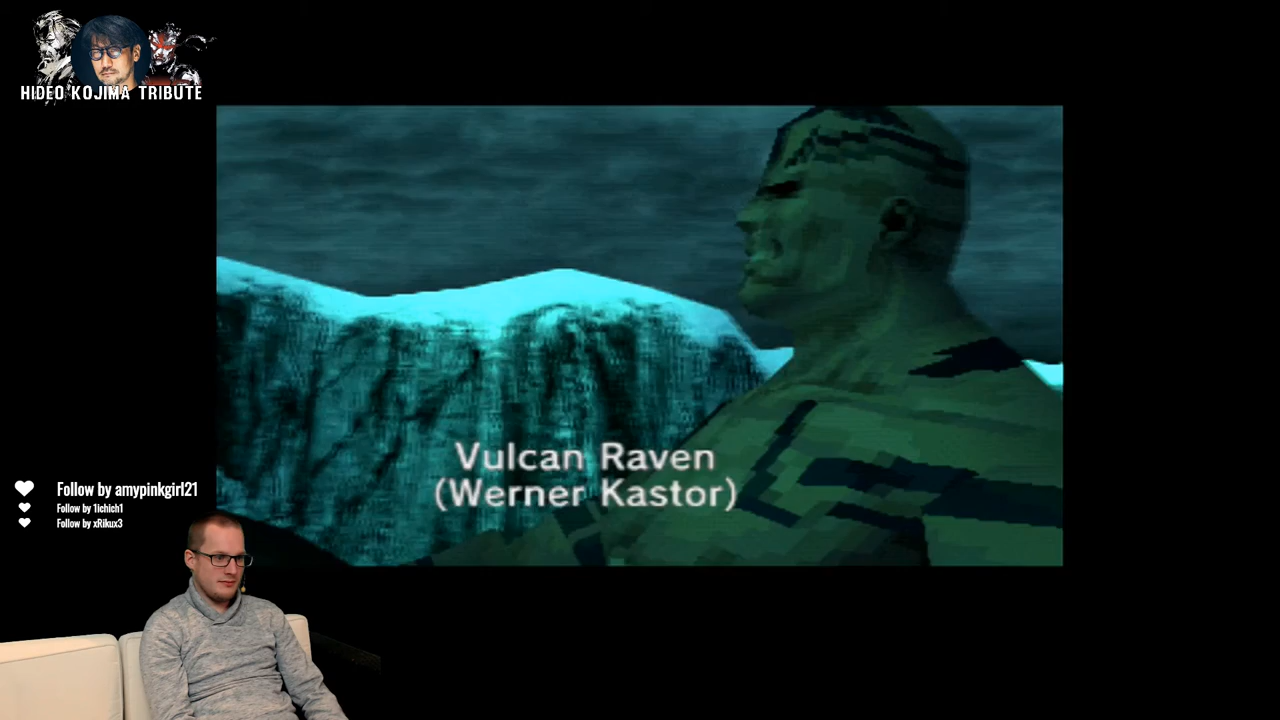 HIDEO KOJIMA TRIBUTE
Vulcan Raven
(Werner Kastor)
Follow by amypinkgirl21
Follow by 1ichich1
Follow by xRikux3